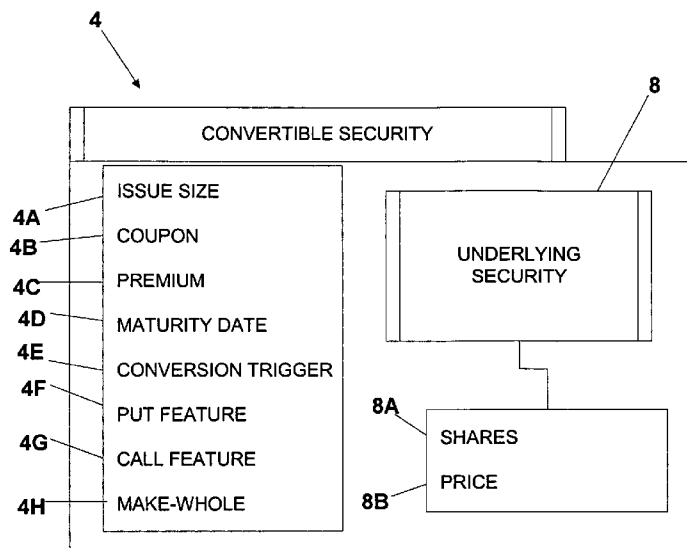 4
8
CONVERTIBLE SECURITY
4A
ISSUE SIZE
4B
COUPON
4C
PREMIUM
4D
MATURITY DATE
4E
CONVERSION TRIGGER
4F
PUT FEATURE
4G
CALL FEATURE
4H
MAKE-WHOLE
UNDERLYING
SECURITY
8A
SHARES
8B
PRICE